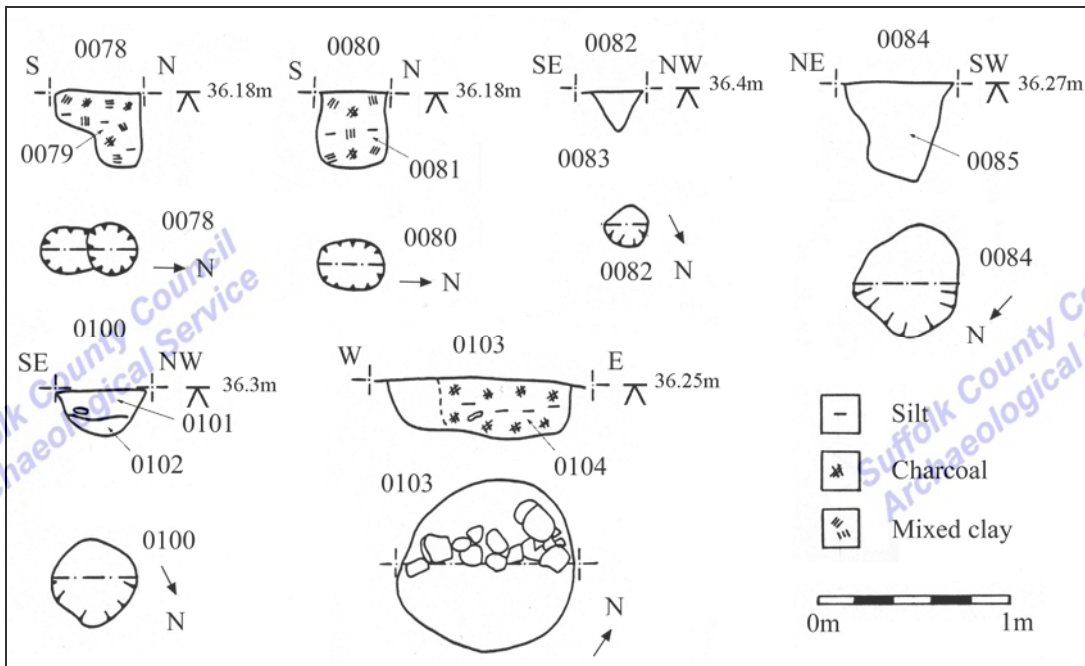 0078
S N
36.18m
0079
0078
N
0080
S N
36.18m
0081
0080
N
0082
SE NW
36.4m
0083
0082
N
0084
NE SW
36.27m
0085
0084
N
0100
SE NW
36.3m
0101
0102
0100
N
0103
W E
36.25m
0104
0103
N
Silt
Charcoal
Mixed clay
0m 1m
Suffolk County Council
Archaeological Service
Suffolk County Co
Archaeological S